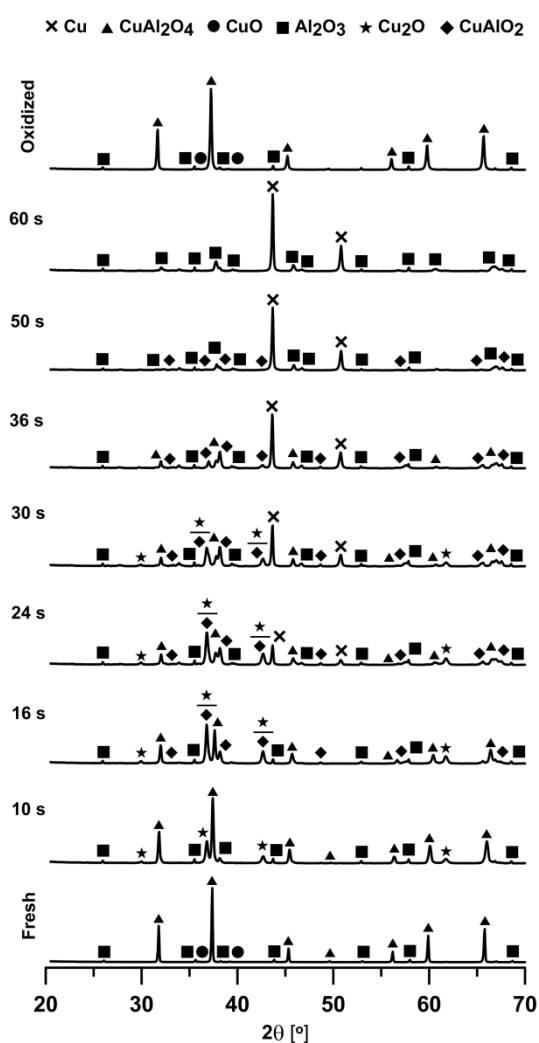 × Cu ▲ CuAl₂O₄ ● CuO ■ Al₂O₃ ★ Cu₂O ◆ CuAlO₂
Oxidized
60 s
50 s
36 s
30 s
24 s
16 s
10 s
Fresh
20 30 40 50 60 70
2θ [°]